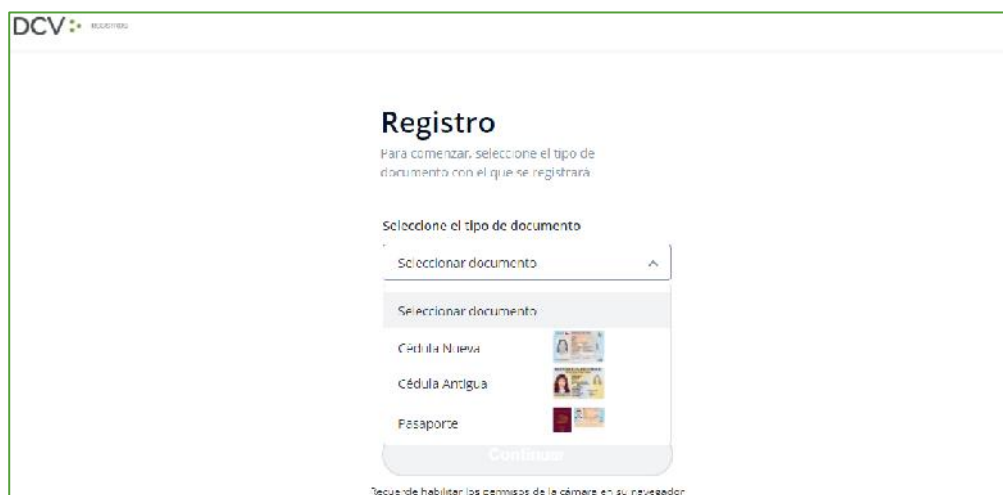 DCV REGISTROS
Registro
Para comenzar, seleccione el tipo de
documento con el que se registrará
Seleccione el tipo de documento
Seleccionar documento
Seleccionar documento
Cédula Nueva
Cédula Antigua
Pasaporte
Continuar
Recuerde habilitar los permisos de la cámara en su navegador